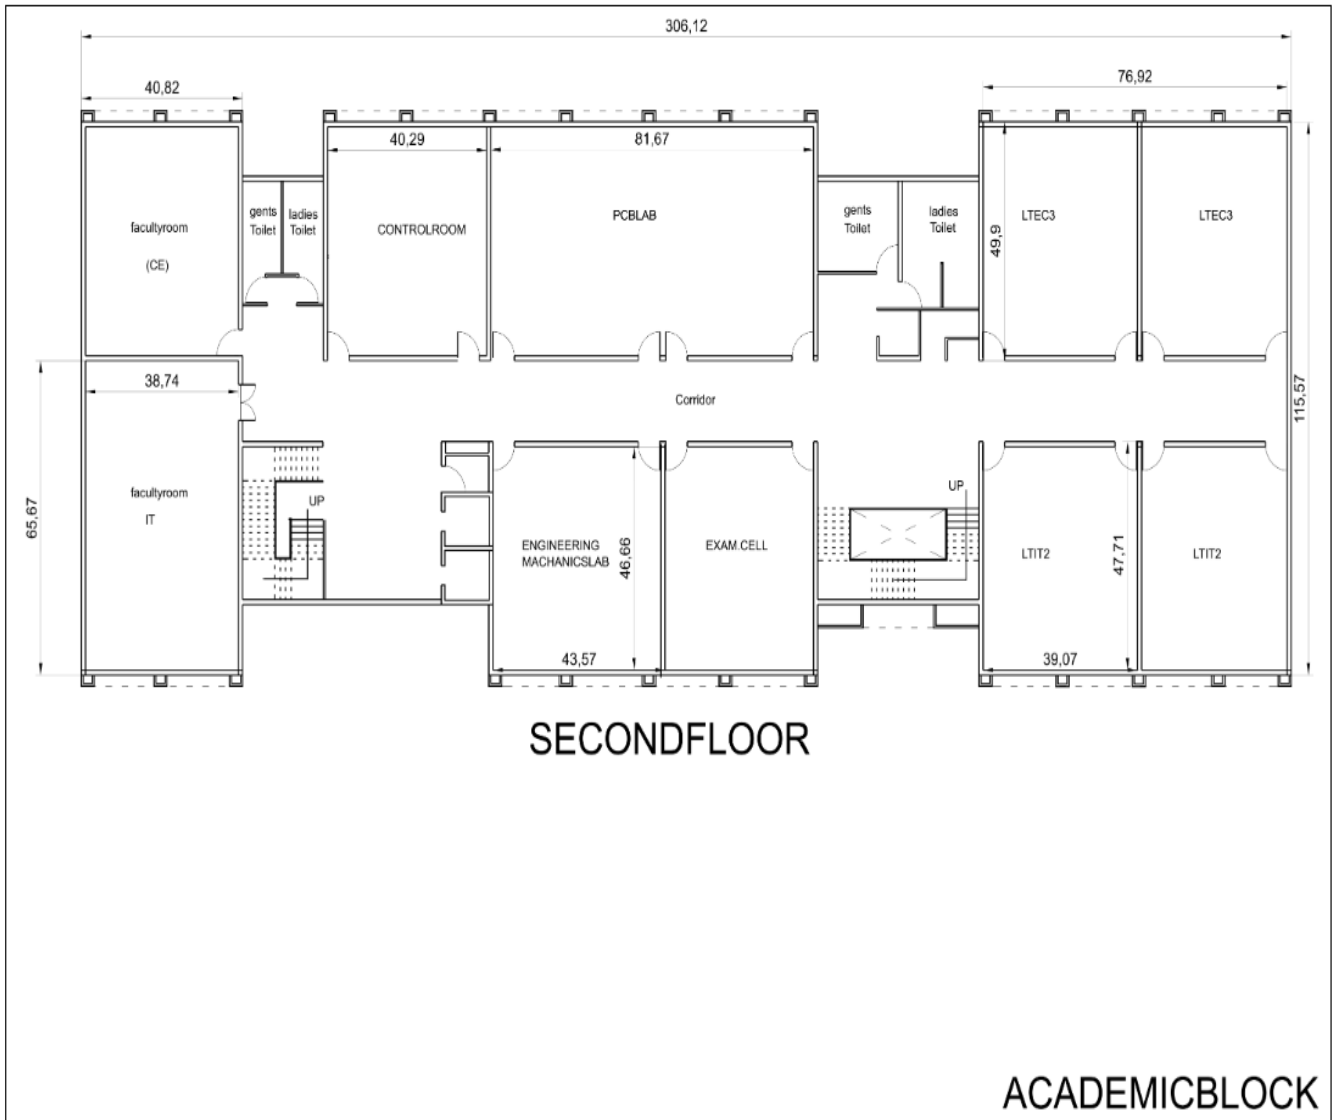 306,12
40,82
76,92
40,29
81,67
facultyroom
(CE)
gents
Toilet
ladies
Toilet
CONTROLROOM
PCBLAB
gents
Toilet
ladies
Toilet
LTEC3
49,9
LTEC3
38,74
Corridor
115,57
65,67
facultyroom
IT
UP
ENGINEERING
MACHANICSLAB
46,66
EXAM.CELL
UP
LTIT2
47,71
LTIT2
43,57
39,07
SECONDFLOOR
ACADEMICBLOCK